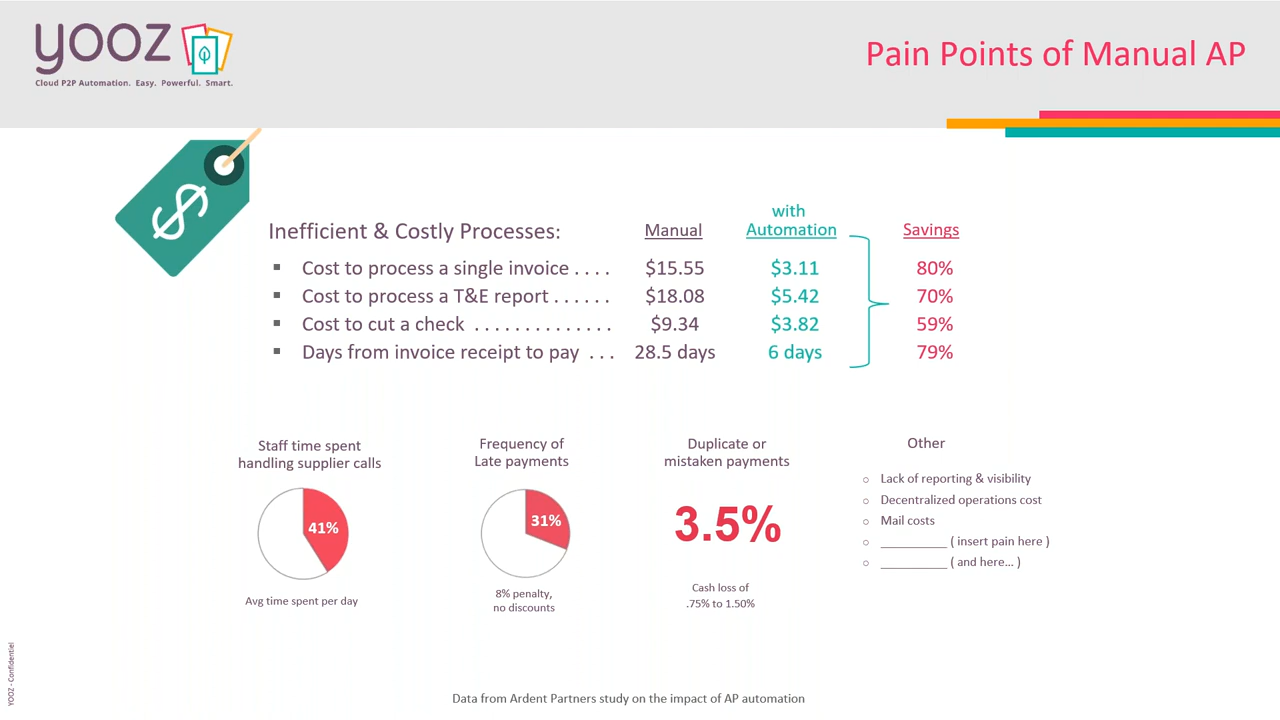 yooz
Cloud P2P Automation. Easy. Powerful. Smart.
Pain Points of Manual AP
$
Inefficient & Costly Processes:
Manual
with
Automation
Savings
▪ Cost to process a single invoice . . . . $15.55 $3.11 80%
▪ Cost to process a T&E report . . . . . . $18.08 $5.42 70%
▪ Cost to cut a check . . . . . . . . . . . . . . $9.34 $3.82 59%
▪ Days from invoice receipt to pay . . . 28.5 days 6 days 79%
Staff time spent
handling supplier calls
41%
Avg time spent per day
Frequency of
Late payments
31%
8% penalty,
no discounts
Duplicate or
mistaken payments
3.5%
Cash loss of
.75% to 1.50%
Other
o Lack of reporting & visibility
o Decentralized operations cost
o Mail costs
o __________ ( insert pain here )
o __________ ( and here... )
YOOZ - Confidentiel
Data from Ardent Partners study on the impact of AP automation